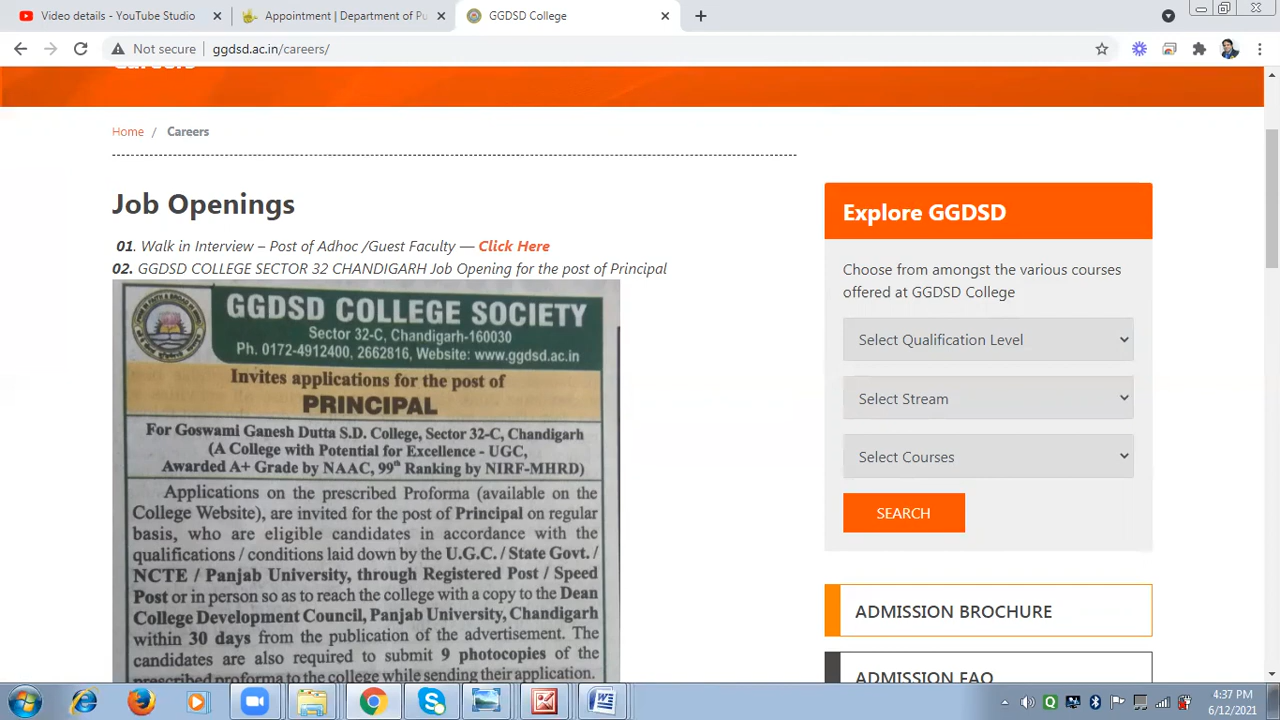 Video details - YouTube Studio
Appointment | Department of Pu
GGDSD College
Not secure
ggdsd.ac.in/careers/
Careers
Home / Careers
Job Openings
01. Walk in Interview – Post of Adhoc /Guest Faculty — Click Here
02. GGDSD COLLEGE SECTOR 32 CHANDIGARH Job Opening for the post of Principal
GGDSD COLLEGE SOCIETY
Sector 32-C, Chandigarh-160030
Ph. 0172-4912400, 2662816, Website: www.ggdsd.ac.in
Invites applications for the post of
PRINCIPAL
For Goswami Ganesh Dutta S.D. College, Sector 32-C, Chandigarh
(A College with Potential for Excellence - UGC,
Awarded A+ Grade by NAAC, 99th Ranking by NIRF-MHRD)
Applications on the prescribed Proforma (available on the
College Website), are invited for the post of Principal on regular
basis, who are eligible candidates in accordance with the
qualifications / conditions laid down by the U.G.C. / State Govt. /
NCTE / Panjab University, through Registered Post / Speed
Post or in person so as to reach the college with a copy to the Dean
College Development Council, Panjab University, Chandigarh
within 30 days from the publication of the advertisement. The
candidates are also required to submit 9 photocopies of the
prescribed proforma to the college while sending their application.
Explore GGDSD
Choose from amongst the various courses
offered at GGDSD College
Select Qualification Level
Select Stream
Select Courses
SEARCH
ADMISSION BROCHURE
ADMISSION FAQ
4:37 PM
6/12/2021